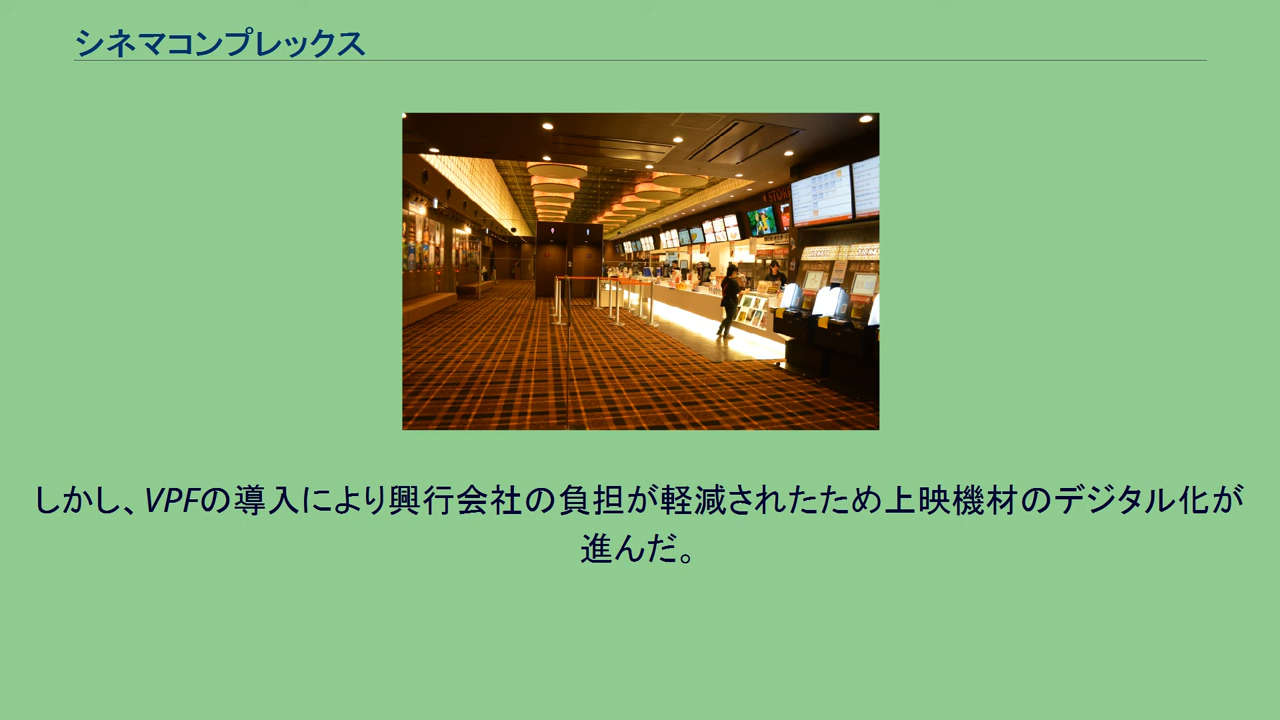 シネマコンプレックス
しかし、VPFの導入により興行会社の負担が軽減されたため上映機材のデジタル化が
進んだ。